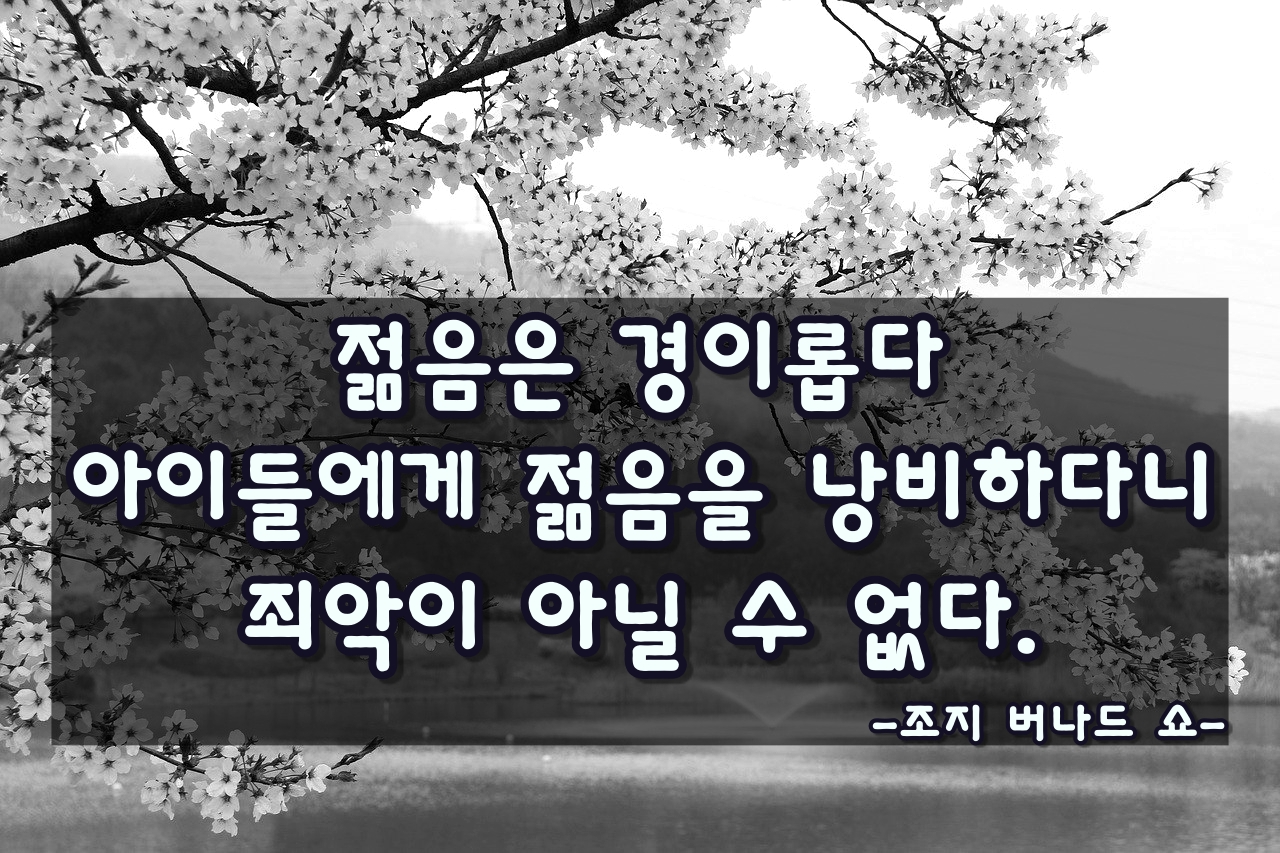 젊음은 경이롭다
아이들에게 젊음을 낭비하다니
죄악이 아닐 수 없다.
-조지 버나드 쇼-